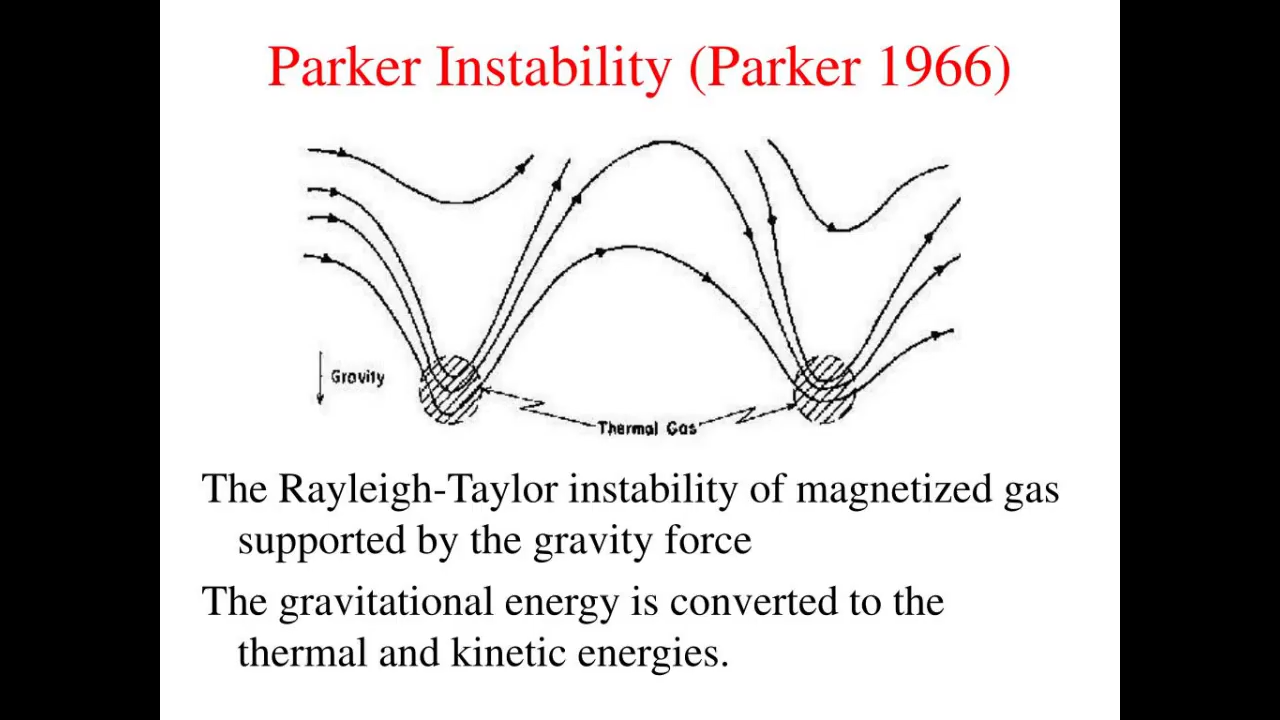 Parker Instability (Parker 1966)
Gravity
Thermal Gas
The Rayleigh-Taylor instability of magnetized gas
supported by the gravity force
The gravitational energy is converted to the
thermal and kinetic energies.